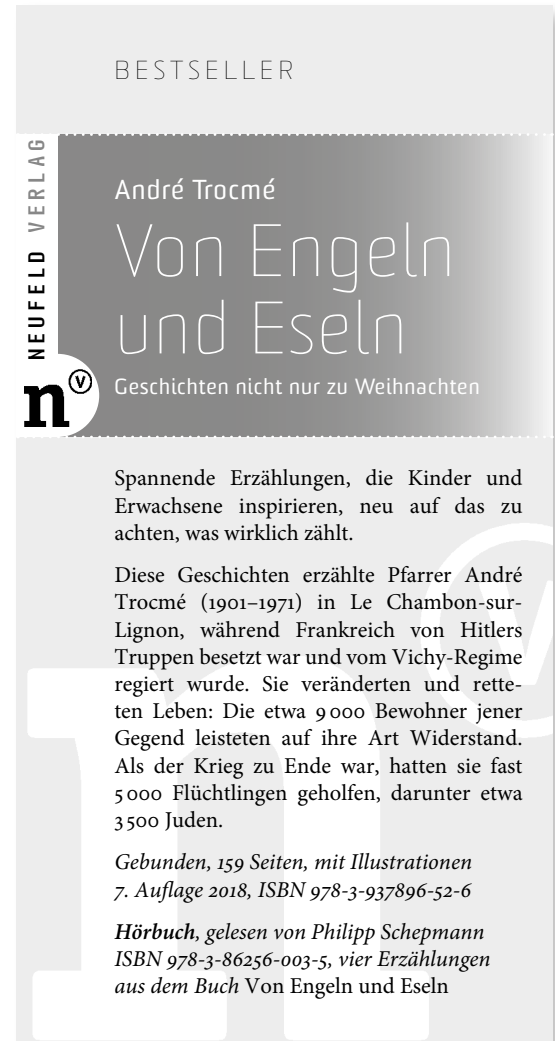 BESTSELLER
NEUFELD VERLAG
nⓥ
André Trocmé
Von Engeln
und Eseln
Geschichten nicht nur zu Weihnachten
Spannende Erzählungen, die Kinder und
Erwachsene inspirieren, neu auf das zu
achten, was wirklich zählt.
Diese Geschichten erzählte Pfarrer André
Trocmé (1901–1971) in Le Chambon-sur-
Lignon, während Frankreich von Hitlers
Truppen besetzt war und vom Vichy-Regime
regiert wurde. Sie veränderten und rette-
ten Leben: Die etwa 9 000 Bewohner jener
Gegend leisteten auf ihre Art Widerstand.
Als der Krieg zu Ende war, hatten sie fast
5 000 Flüchtlingen geholfen, darunter etwa
3 500 Juden.
Gebunden, 159 Seiten, mit Illustrationen
7. Auflage 2018, ISBN 978-3-937896-52-6
Hörbuch, gelesen von Philipp Schepmann
ISBN 978-3-86256-003-5, vier Erzählungen
aus dem Buch Von Engeln und Eseln